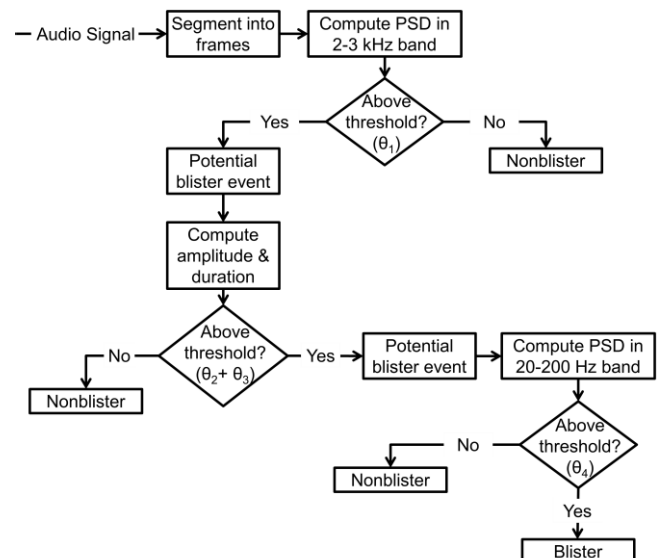 Audio Signal
Segment into
frames
Compute PSD in
2-3 kHz band
Above
threshold?
(θ₁)
Yes
No
Potential
blister event
Nonblister
Compute
amplitude &
duration
Above
threshold?
(θ₂+ θ₃)
No
Yes
Nonblister
Potential
blister event
Compute PSD in
20-200 Hz band
Above
threshold?
(θ₄)
No
Nonblister
Yes
Blister